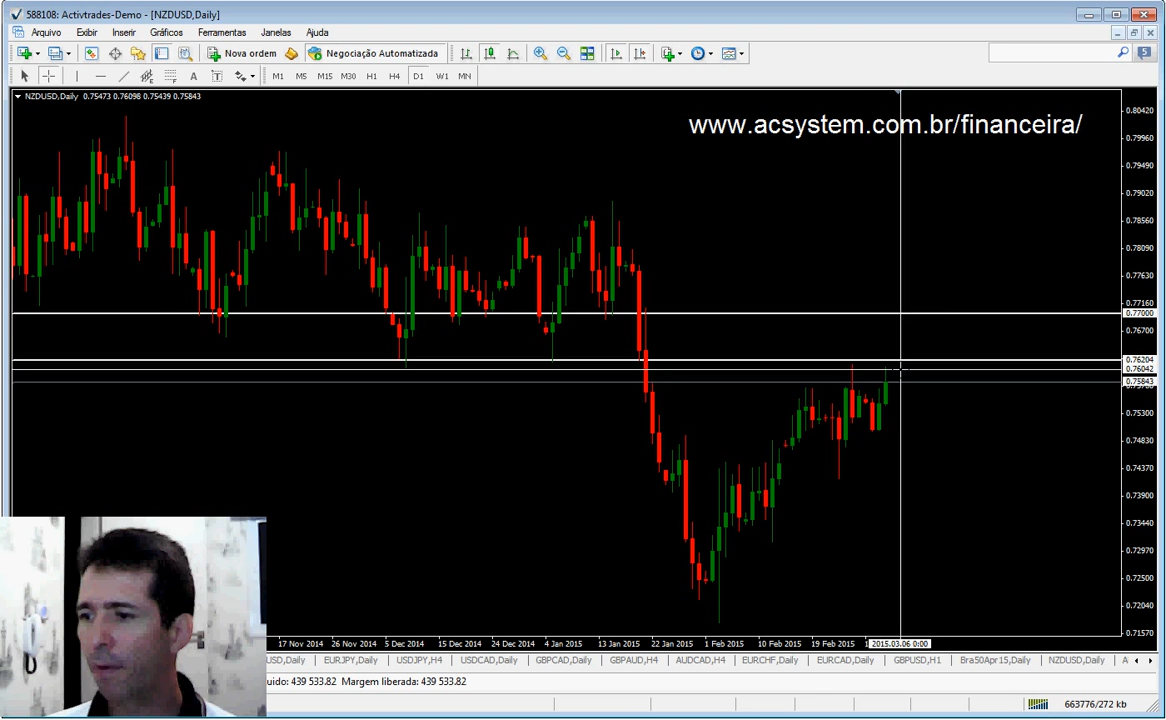 588108: Activtrades-Demo - [NZDUSD,Daily]
Arquivo Exibir Inserir Gráficos Ferramentas Janelas Ajuda
Nova ordem Negociação Automatizada
5
A T M1 M5 M15 M30 H1 H4 D1 W1 MN
NZDUSD,Daily 0.75473 0.76098 0.75439 0.75843
www.acsystem.com.br/financeira/
0.80420
0.79960
0.79490
0.79020
0.78560
0.78090
0.77630
0.77160
0.77000
0.76700
0.76204
0.76042
0.75843
0.75300
0.74830
0.74370
0.73900
0.73440
0.72970
0.72500
0.72040
0.71570
17 Nov 2014 26 Nov 2014 5 Dec 2014 15 Dec 2014 24 Dec 2014 4 Jan 2015 13 Jan 2015 22 Jan 2015 1 Feb 2015 10 Feb 2015 19 Feb 2015 2015.03.06 0:00
USD,Daily EURJPY,Daily USDJPY,H4 USDCAD,Daily GBPCAD,Daily GBPAUD,H4 AUDCAD,H4 EURCHF,Daily EURCAD,Daily GBPUSD,H1 Bra50Apr15,Daily NZDUSD,Daily A
uido: 439 533.82 Margem liberada: 439 533.82
663776/272 kb